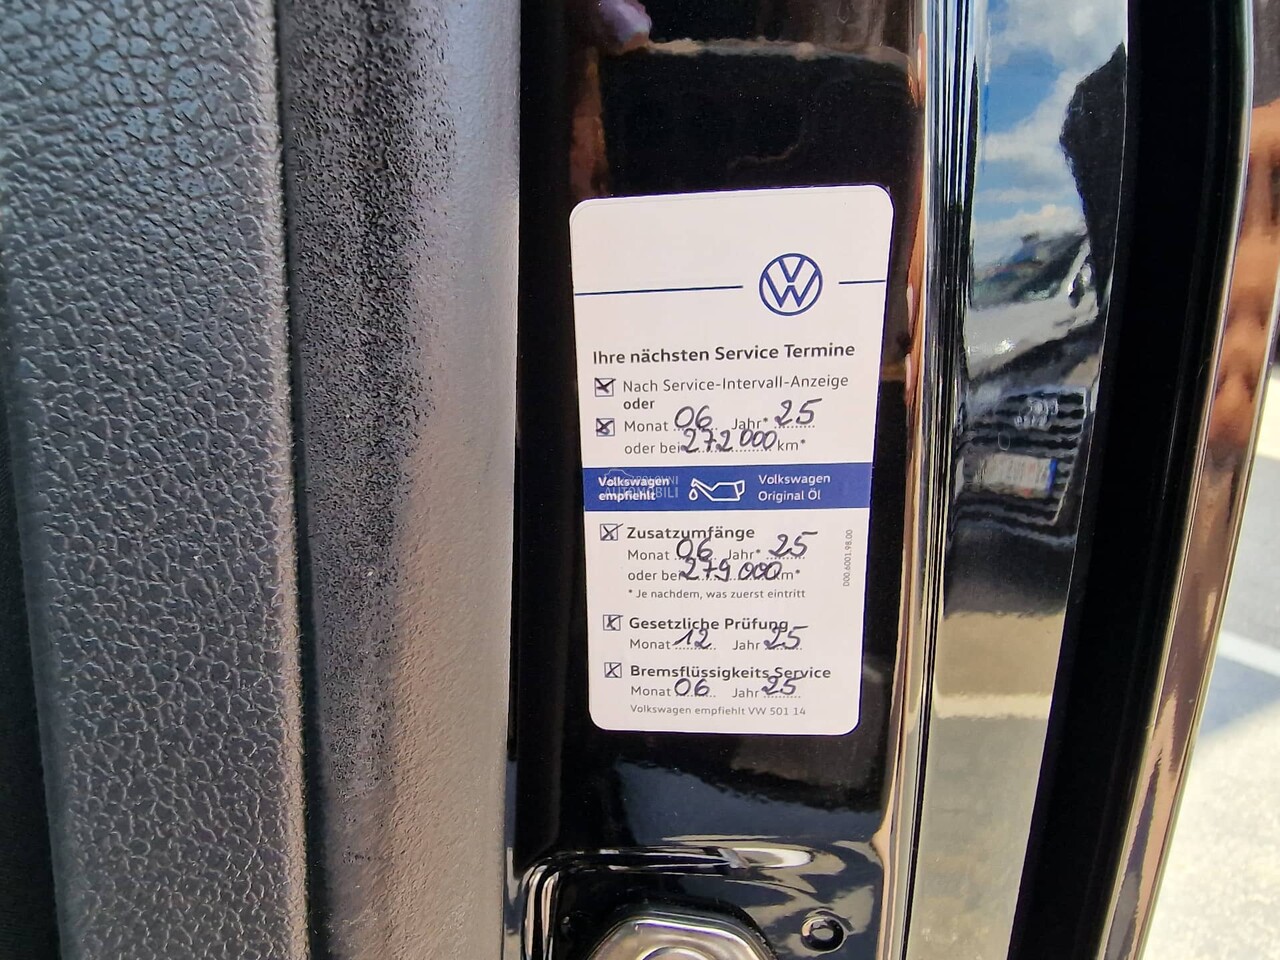 Ihre nächsten Service Termine
Nach Service-Intervall-Anzeige
oder
Monat 06 Jahr* 25
oder bei 272 000 km*
Volkswagen empfiehlt
Volkswagen Original Öl
Zusatzumfänge
Monat 06 Jahr* 25
oder bei 279 000 km*
* Je nachdem, was zuerst eintritt
D00.6001.98.00
Gesetzliche Prüfung
Monat 12 Jahr 25
Bremsflüssigkeits Service
Monat 06 Jahr 25
Volkswagen empfiehlt VW 501 14
AUTOMOBILI